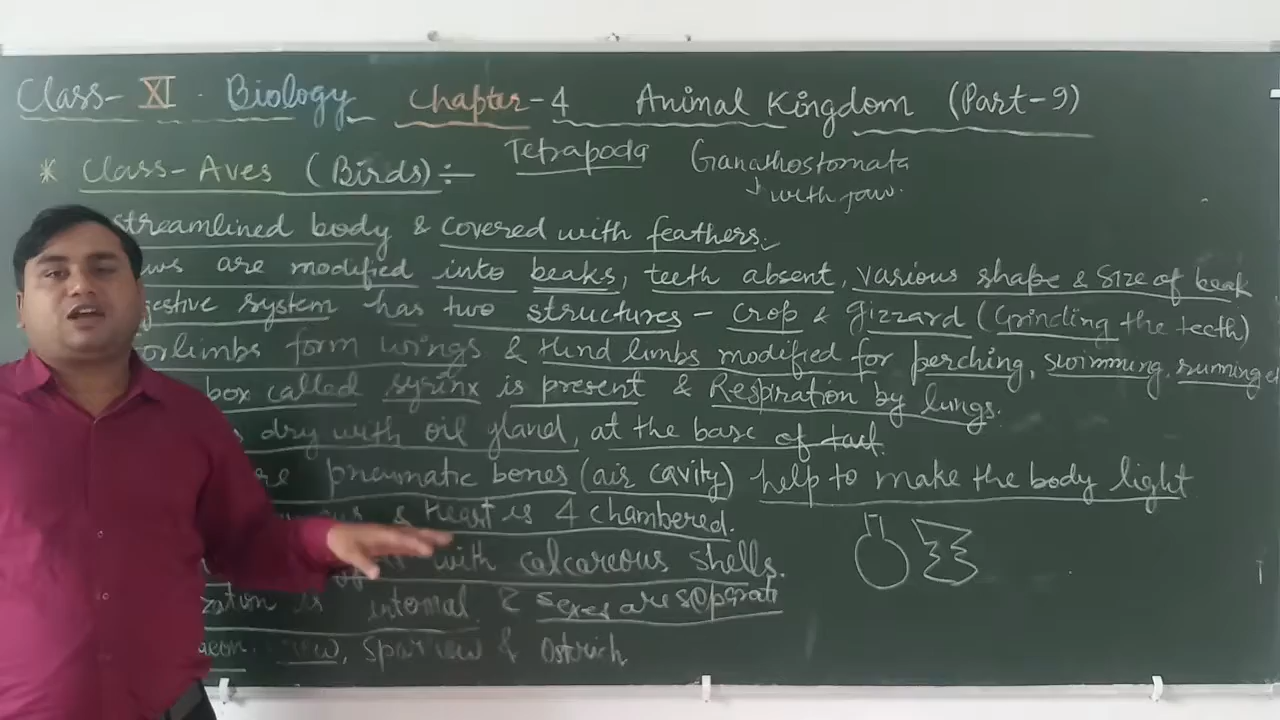 Class- XI . Biology Chapter-4 Animal Kingdom (Part-9)
* Class-Aves (Birds) ÷ Tetrapoda Ganathostomata
↓ with jaw.
streamlined body & covered with feathers.
are modified into beaks, teeth absent, various shape & size of beak
system has two structures - crop & Gizzard (Grinding the teeth)
form wings & Hind limbs modified for perching, swimming, running
box called syrinx is present & Respiration by lungs.
dry with oil gland, at the base of tail.
pneumatic bones (air cavity) help to make the body light
& Heart is 4 chambered.
with calcareous shells.
is internal & sexes are separate
Sparrow & Ostrich